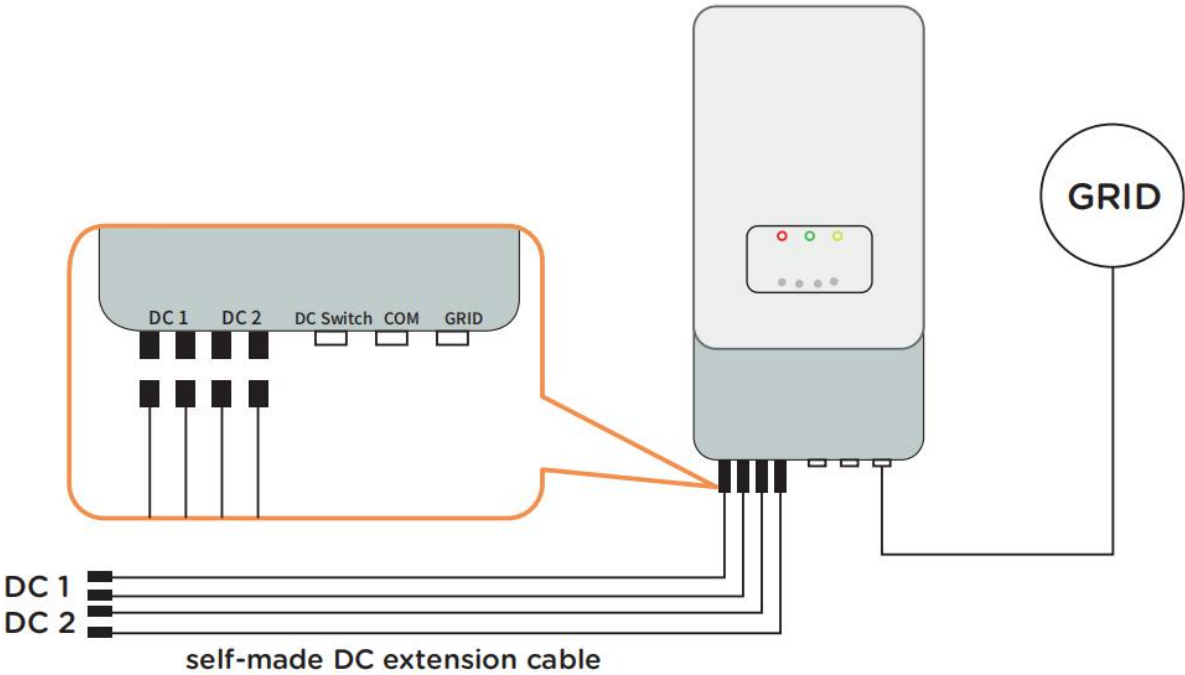 GRID
DC 1 DC 2 DC Switch COM GRID
DC 1
DC 2
self-made DC extension cable